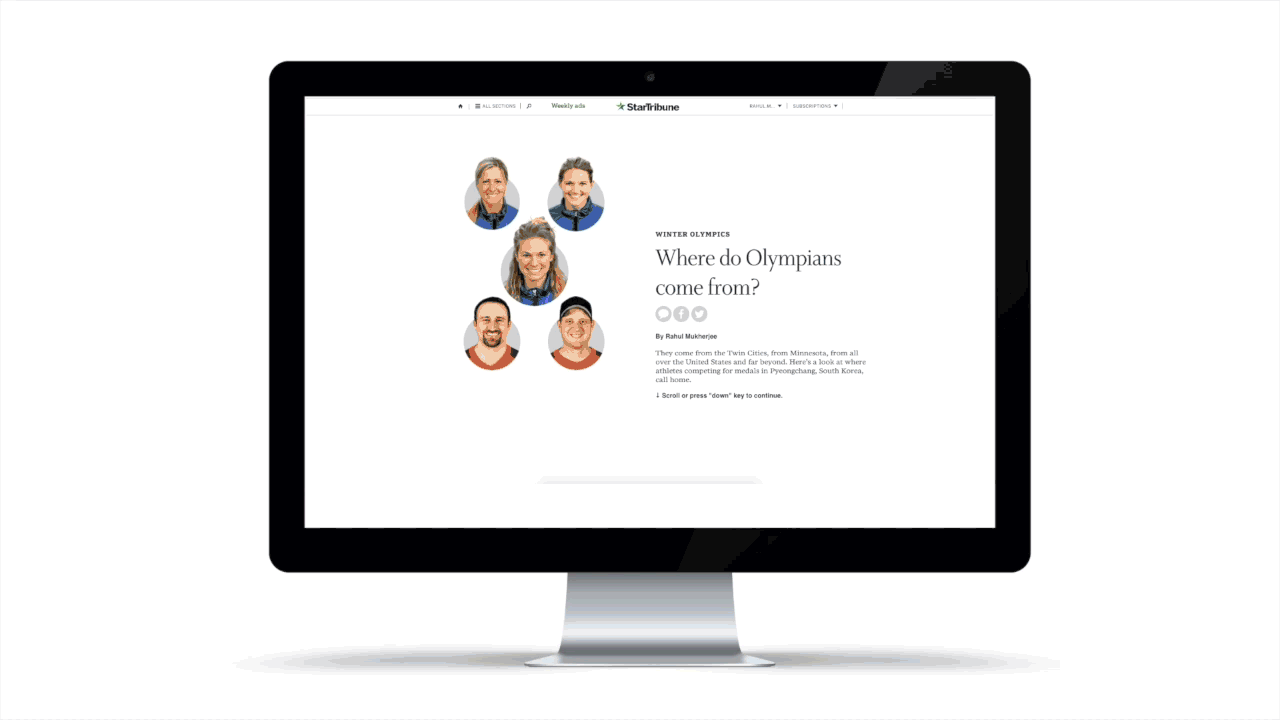 ALL SECTIONS
Weekly ads
StarTribune
RAHUL M...
SUBSCRIPTIONS
WINTER OLYMPICS
Where do Olympians
come from?
By Rahul Mukherjee
They come from the Twin Cities, from Minnesota, from all
over the United States and far beyond. Here's a look at where
athletes competing for medals in Pyeongchang, South Korea,
call home.
↓ Scroll or press "down" key to continue.